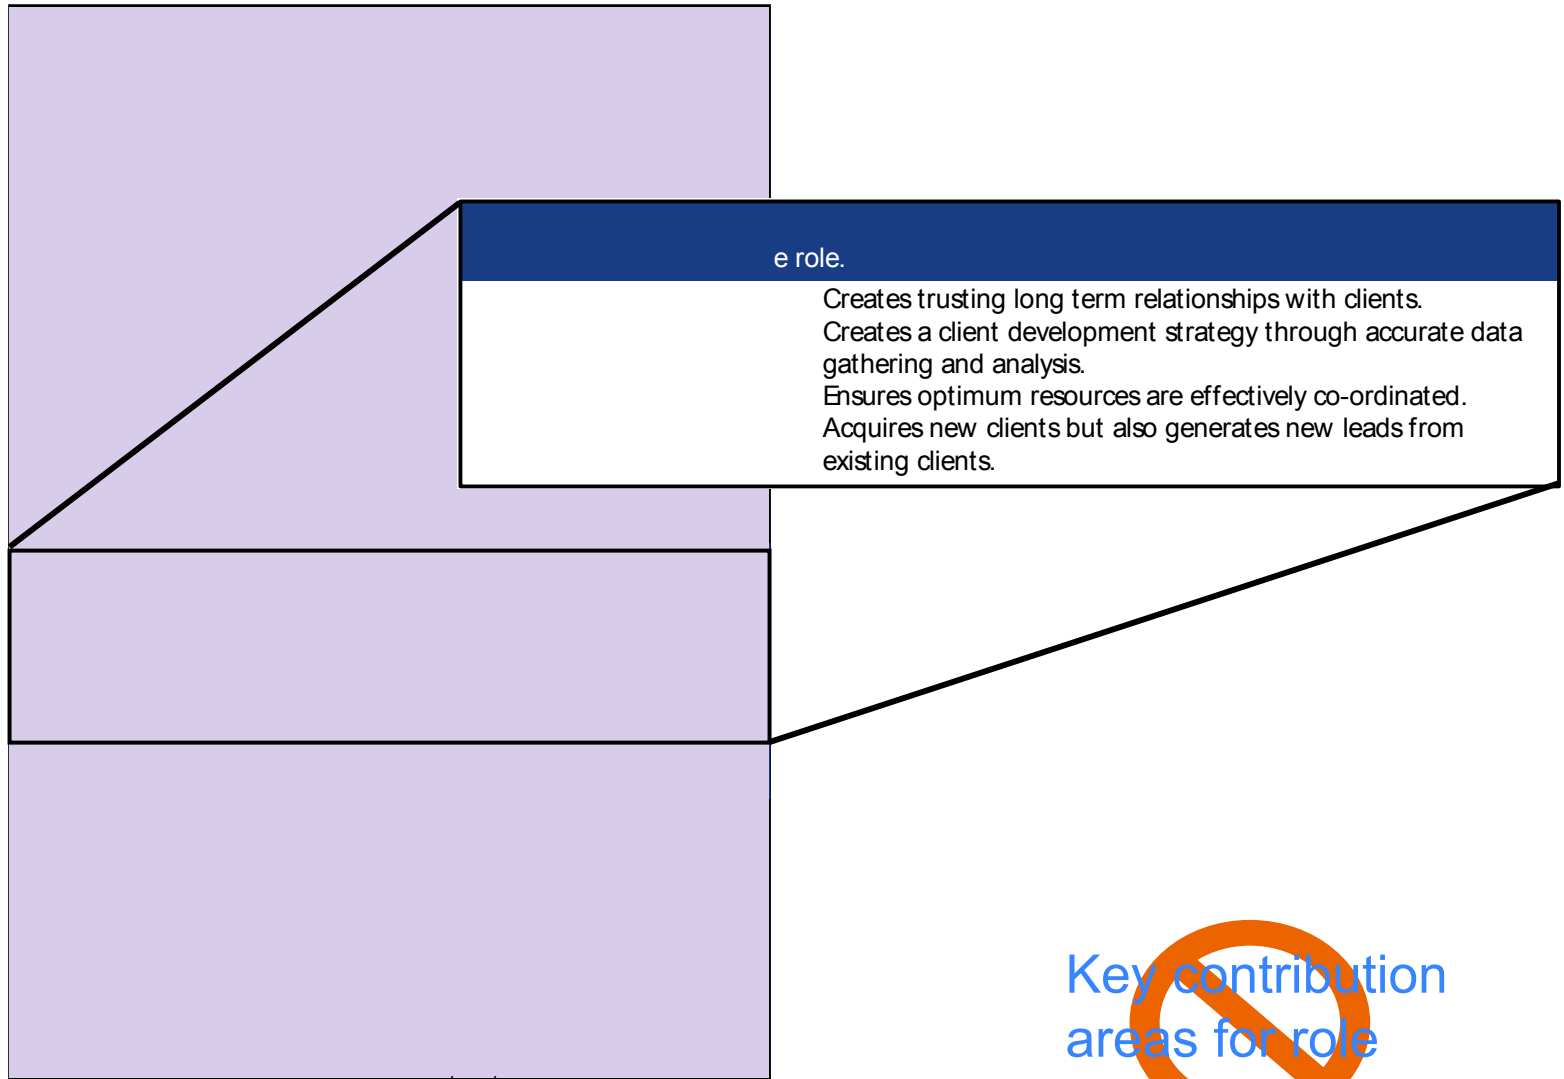 e role.
Creates trusting long term relationships with clients.
Creates a client development strategy through accurate data
gathering and analysis.
Ensures optimum resources are effectively co-ordinated.
Acquires new clients but also generates new leads from
existing clients.
Key contribution
areas for role